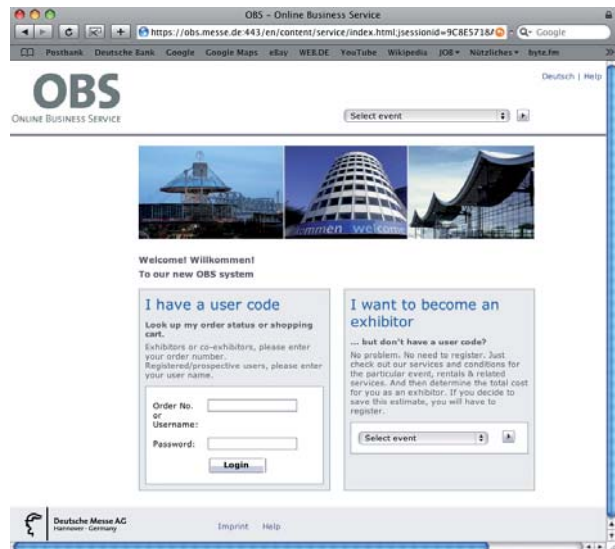 OBS – Online Business Service
https://obs.messe.de:443/en/content/service/index.html;jsessionid=9C8E5718/
Google
Postbank Deutsche Bank Google Google Maps eBay WEB.DE YouTube Wikipedia JOB Nützliches byte.fm
Deutsch | Help
OBS
ONLINE BUSINESS SERVICE
Select event
mmen welcome
Welcome! Willkommen!
To our new OBS system
I have a user code
Look up my order status or shopping
cart.
Exhibitors or co-exhibitors, please enter
your order number.
Registered/prospective users, please enter
your user name.
Order No.
or
Username:
Password:
Login
I want to become an
exhibitor
... but don't have a user code?
No problem. No need to register. Just
check out our services and conditions for
the particular event, rentals & related
services. And then determine the total cost
for you as an exhibitor. If you decide to
save this estimate, you will have to
register.
Select event
Deutsche Messe AG
Hannover · Germany
Imprint Help